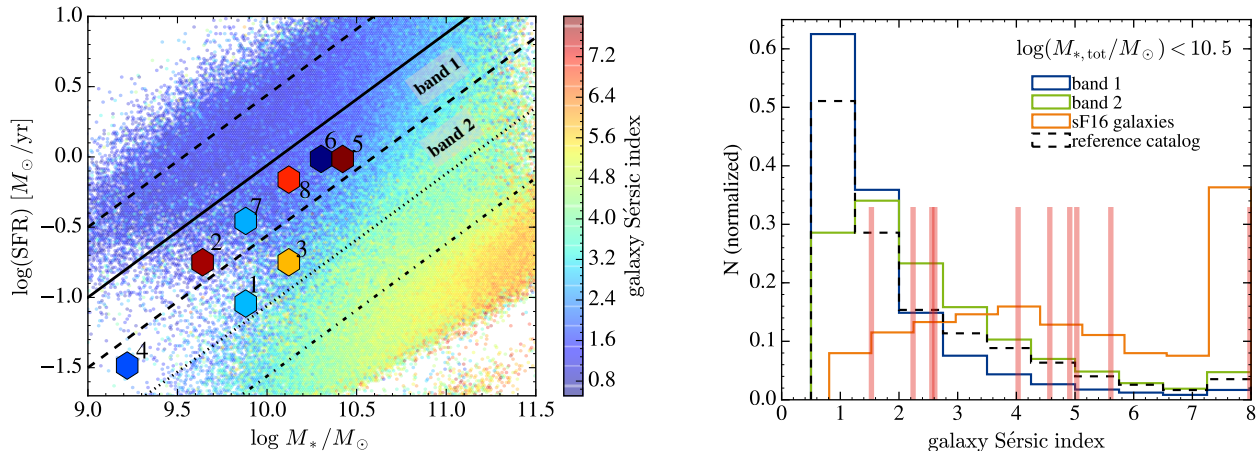 log(SFR) [M⊙/yr]
1.0
0.5
0.0
−0.5
−1.0
−1.5
9.0 9.5 10.0 10.5 11.0 11.5
log M*/M⊙
band 1
band 2
6 5
8
7
2 3
1
4
7.2
6.4
5.6
4.8
4.0
3.2
2.4
1.6
0.8
galaxy Sérsic index
N (normalized)
0.6
0.5
0.4
0.3
0.2
0.1
0.0
0 1 2 3 4 5 6 7 8
galaxy Sérsic index
log(M*,tot/M⊙) < 10.5
band 1
band 2
sF16 galaxies
reference catalog